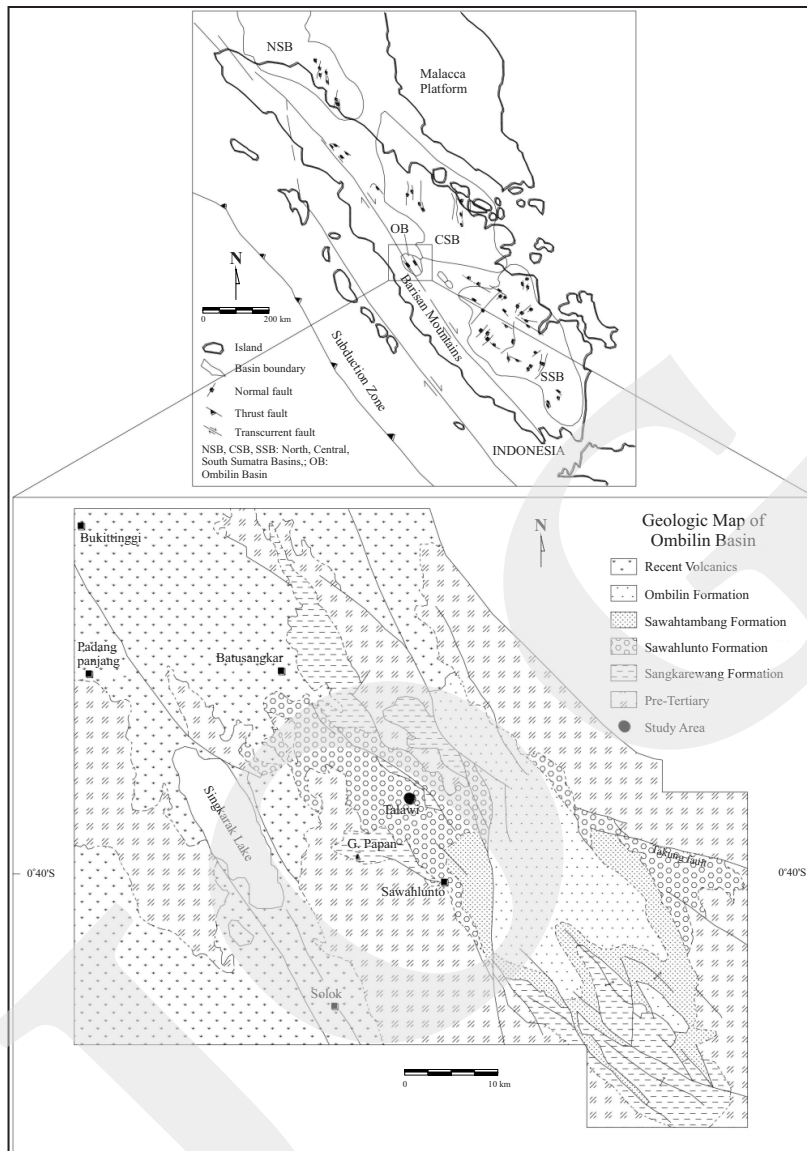 NSB
Malacca
Platform
OB
CSB
N
0 200 km
Barisan Mountains
Subduction Zone
SSB
INDONESIA
Island
Basin boundary
Normal fault
Thrust fault
Transcurrent fault
NSB, CSB, SSB: North, Central,
South Sumatra Basins,; OB:
Ombilin Basin
N
Geologic Map of
Ombilin Basin
Recent Volcanics
Ombilin Formation
Sawahtambang Formation
Sawahlunto Formation
Sangkarewang Formation
Pre-Tertiary
Study Area
Bukittinggi
Padang
panjang
Batusangkar
Singkarak Lake
Talawi
G. Papan
Sawahlunto
0°40'S
0°40'S
Solok
0 10 km